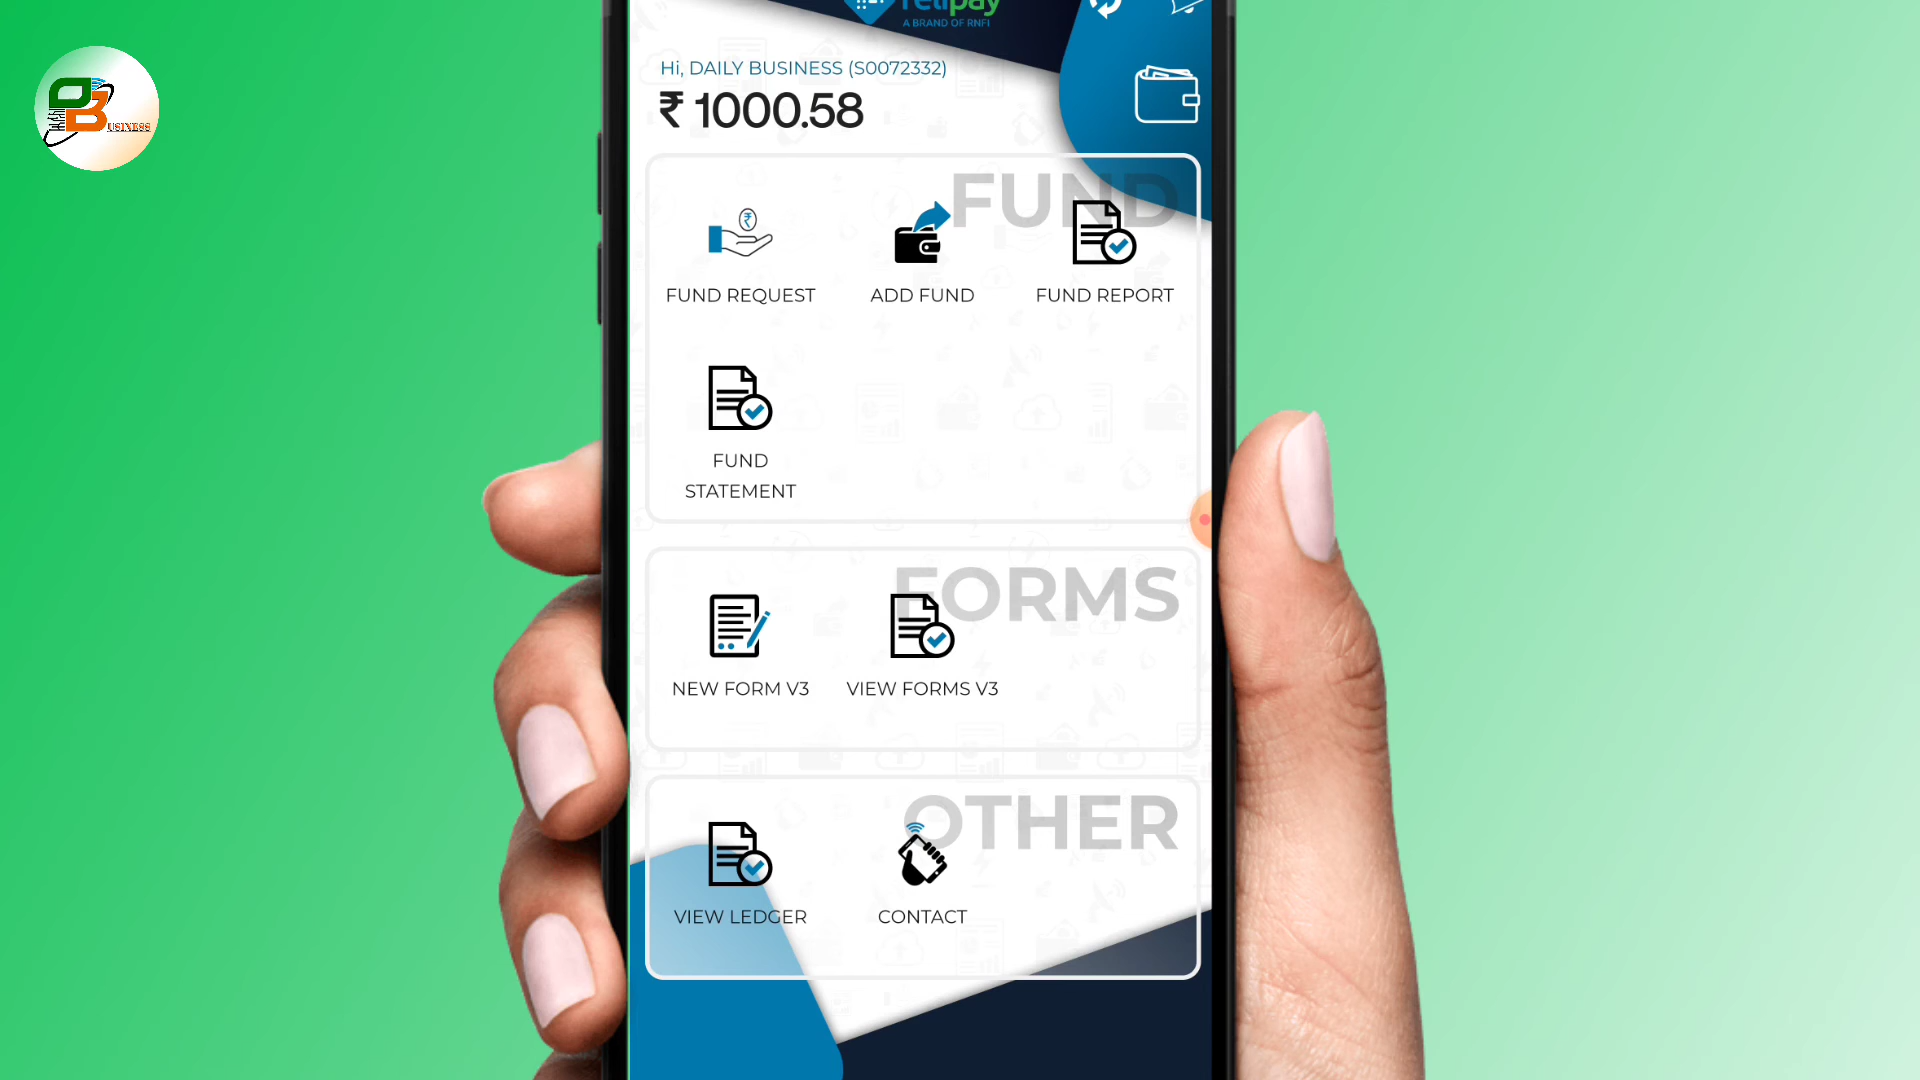 relipay
A BRAND OF RNFI
Hi, DAILY BUSINESS (S0072332)
₹ 1000.58
FUND
FUND REQUEST
ADD FUND
FUND REPORT
FUND
STATEMENT
FORMS
NEW FORM V3
VIEW FORMS V3
OTHER
VIEW LEDGER
CONTACT